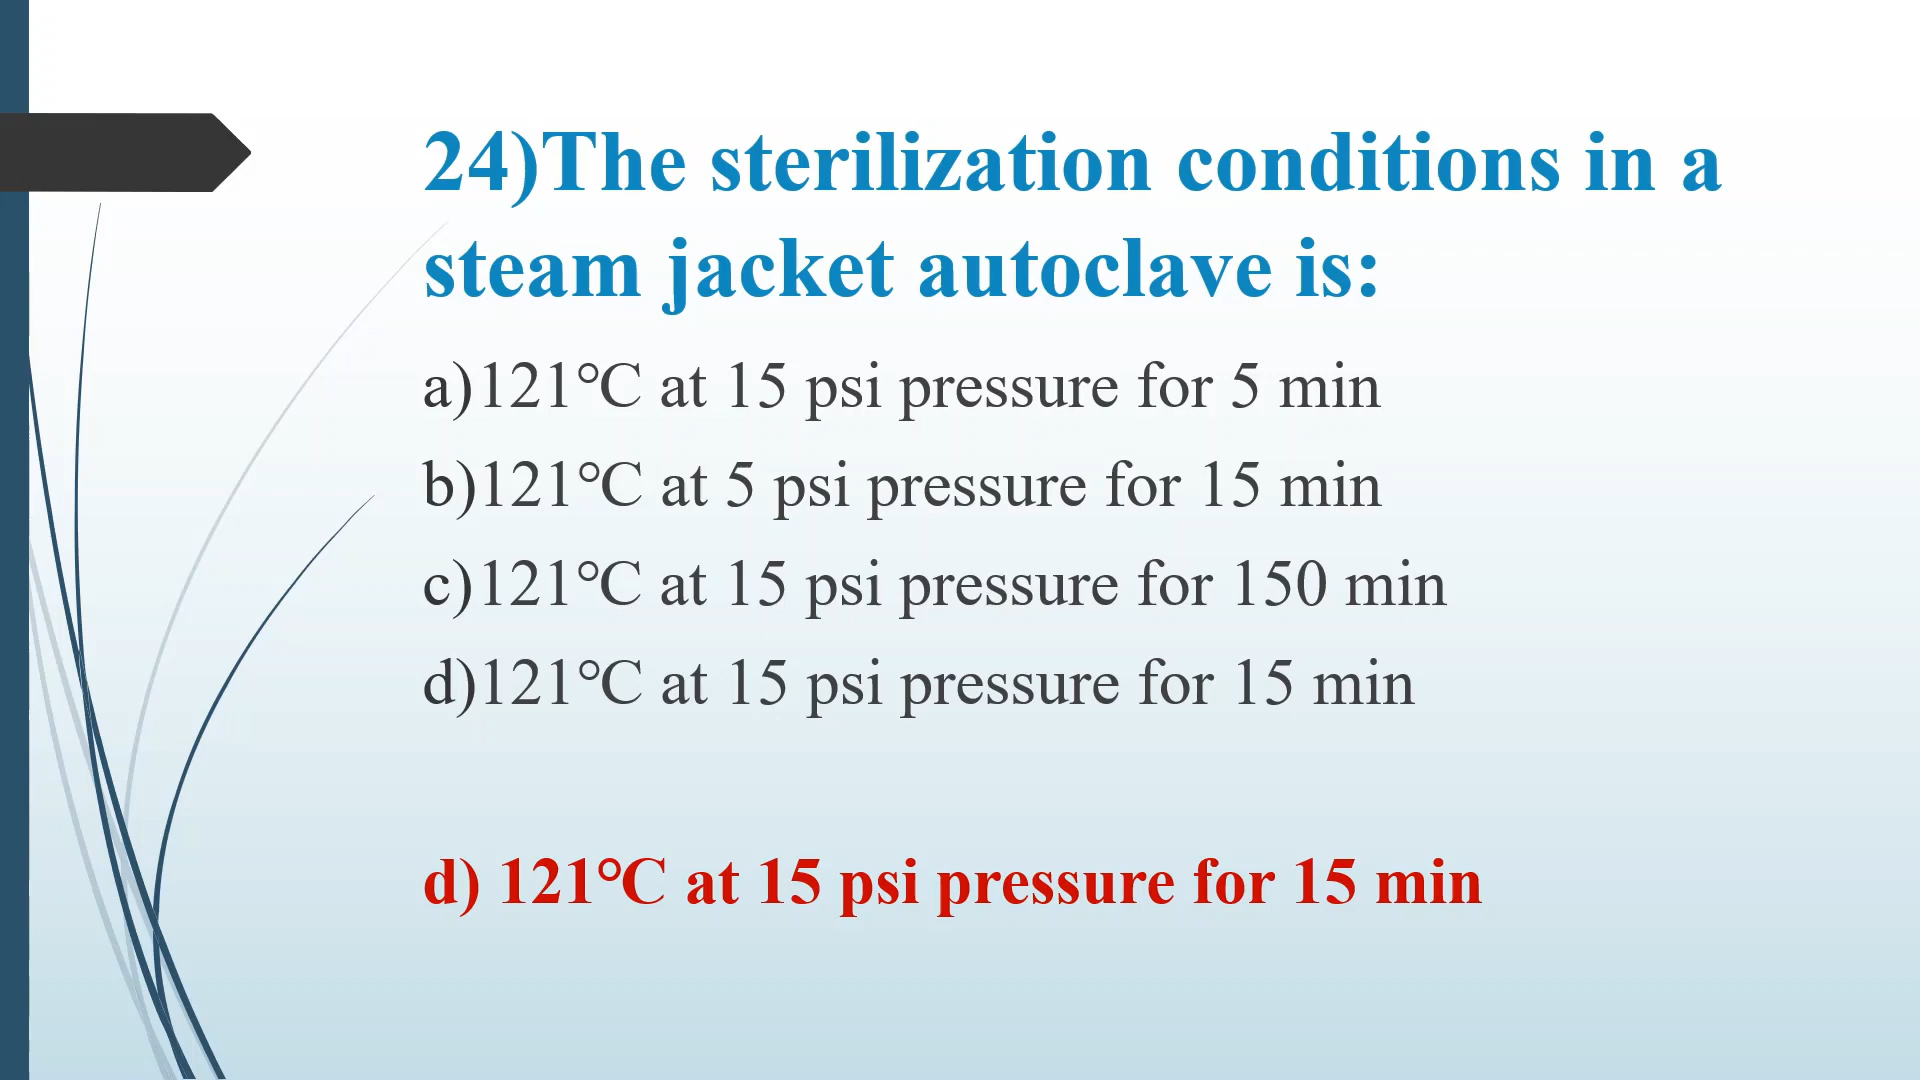 24)The sterilization conditions in a
steam jacket autoclave is:
a)121℃ at 15 psi pressure for 5 min
b)121℃ at 5 psi pressure for 15 min
c)121℃ at 15 psi pressure for 150 min
d)121℃ at 15 psi pressure for 15 min
d) 121℃ at 15 psi pressure for 15 min